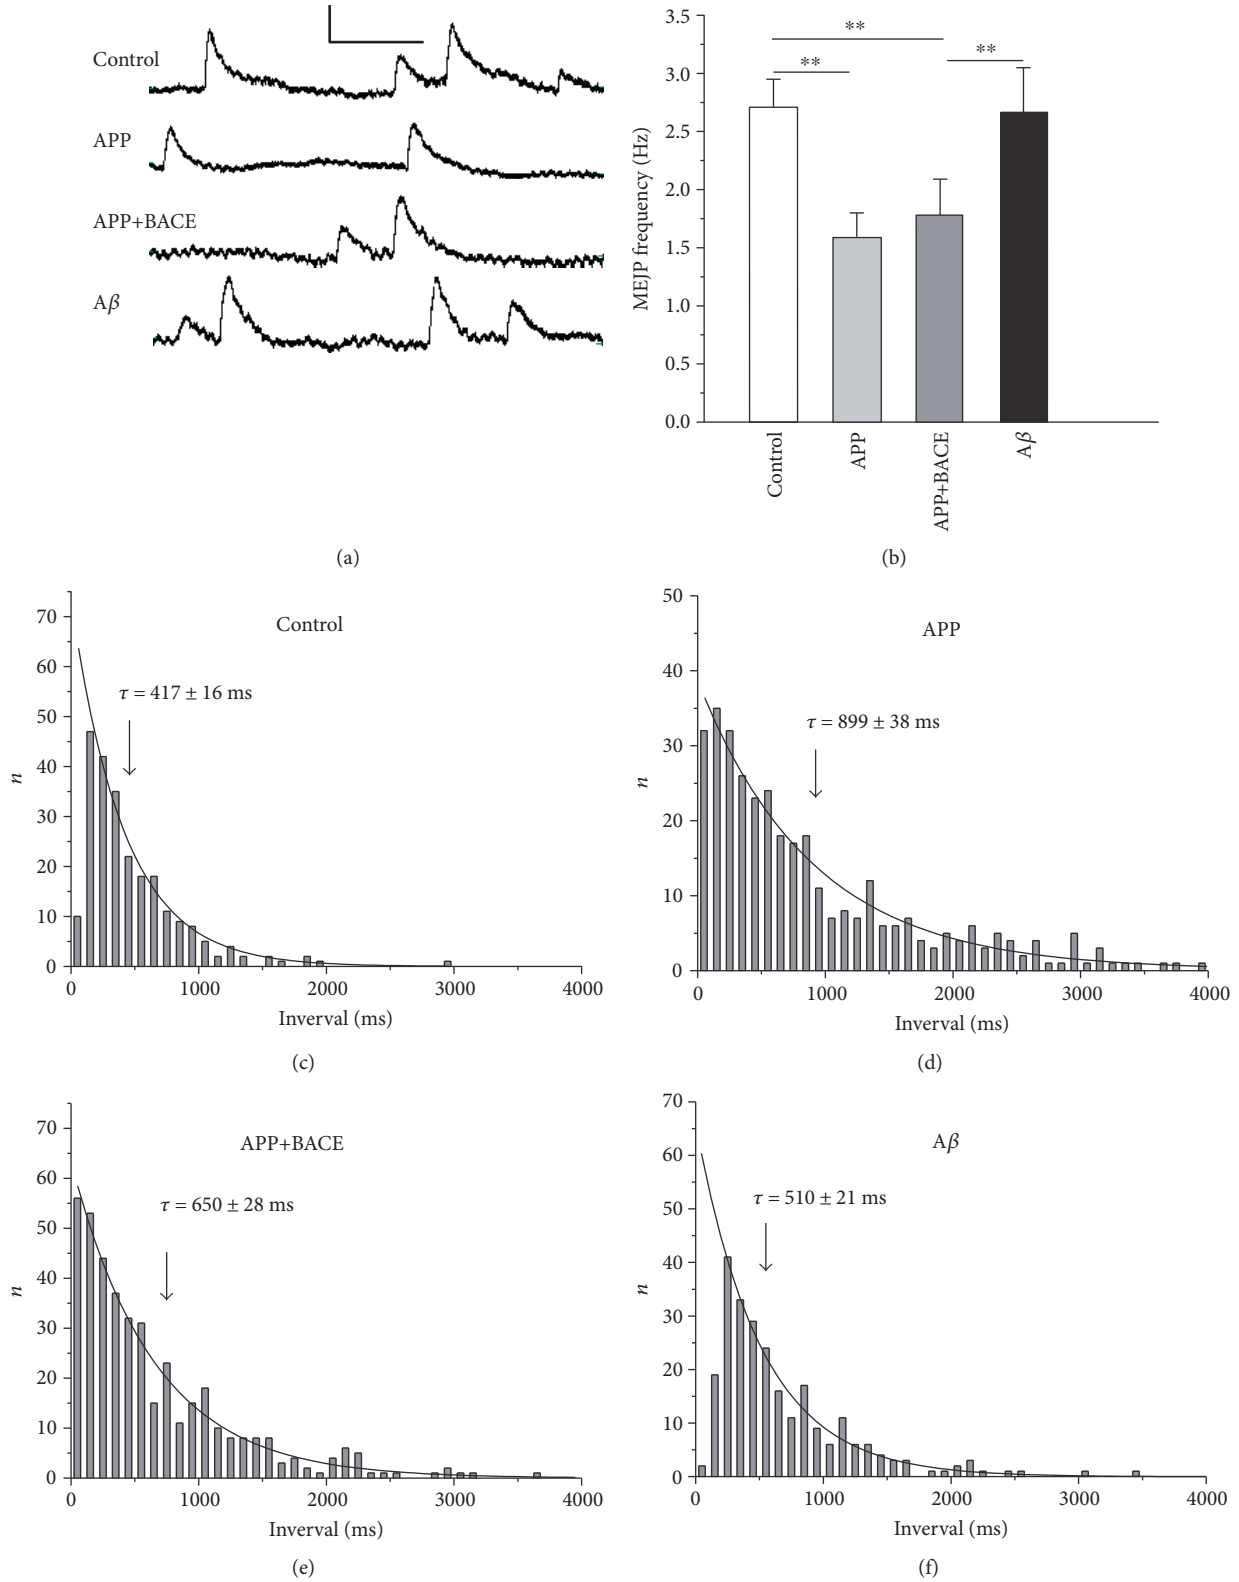 Control
APP
APP+BACE
Aβ
(a)
3.5
3.0
2.5
2.0
1.5
1.0
0.5
0.0
MEJP frequency (Hz)
**
**
**
Control
APP
APP+BACE
Aβ
(b)
Control
τ = 417 ± 16 ms
70
60
50
40
30
20
10
0
n
0 1000 2000 3000 4000
Inverval (ms)
(c)
APP
τ = 899 ± 38 ms
50
40
30
20
10
0
n
0 1000 2000 3000 4000
Inverval (ms)
(d)
APP+BACE
τ = 650 ± 28 ms
70
60
50
40
30
20
10
0
n
0 1000 2000 3000 4000
Inverval (ms)
(e)
Aβ
τ = 510 ± 21 ms
70
60
50
40
30
20
10
0
n
0 1000 2000 3000 4000
Inverval (ms)
(f)